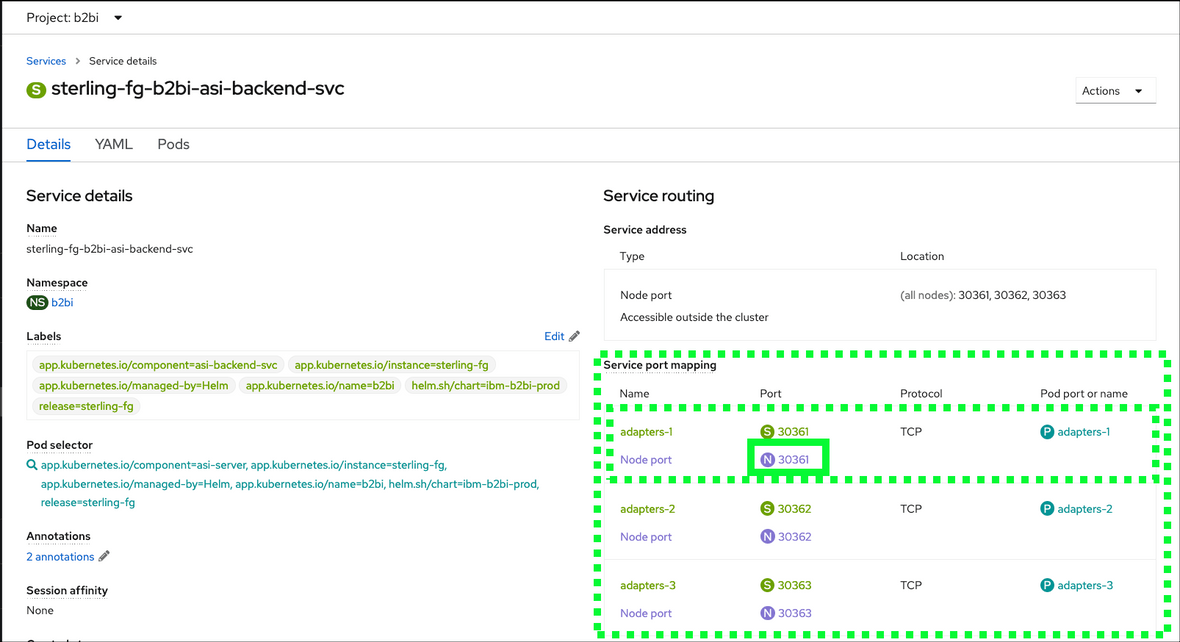 Project: b2bi
Services > Service details
S sterling-fg-b2bi-asi-backend-svc
Actions
Details YAML Pods
Service details
Name
sterling-fg-b2bi-asi-backend-svc
Namespace
NS b2bi
Labels
Edit
app.kubernetes.io/component=asi-backend-svc app.kubernetes.io/instance=sterling-fg
app.kubernetes.io/managed-by=Helm app.kubernetes.io/name=b2bi helm.sh/chart=ibm-b2bi-prod
release=sterling-fg
Pod selector
app.kubernetes.io/component=asi-server, app.kubernetes.io/instance=sterling-fg,
app.kubernetes.io/managed-by=Helm, app.kubernetes.io/name=b2bi, helm.sh/chart=ibm-b2bi-prod,
release=sterling-fg
Annotations
2 annotations
Session affinity
None
Service routing
Service address
Type Location
Node port (all nodes): 30361, 30362, 30363
Accessible outside the cluster
Service port mapping
Name Port Protocol Pod port or name
adapters-1 S 30361 TCP P adapters-1
Node port N 30361
adapters-2 S 30362 TCP P adapters-2
Node port N 30362
adapters-3 S 30363 TCP P adapters-3
Node port N 30363